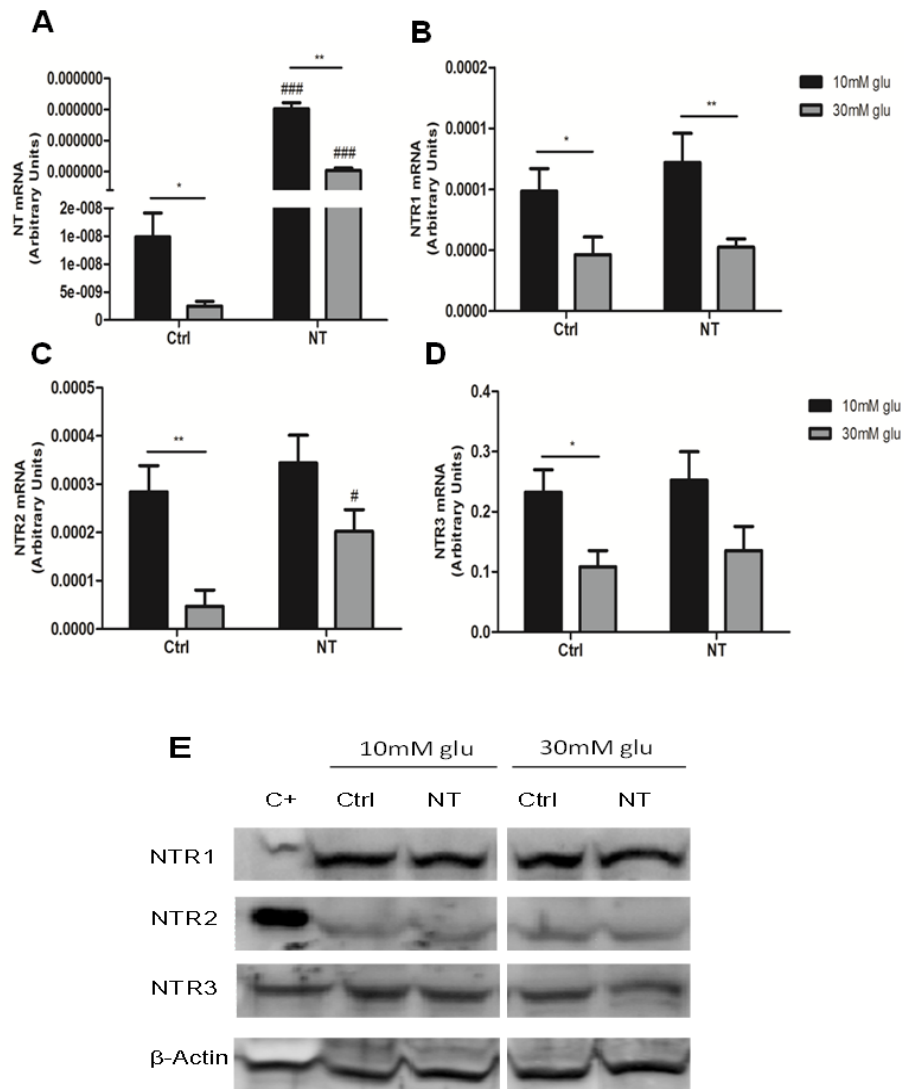 A
NT mRNA
(Arbitrary Units)
0.000000
0.000000
0.000000
0.000000
2e-008
1e-008
1e-008
5e-009
0
*
###
**
###
Ctrl
NT
B
NTR1 mRNA
(Arbitrary Units)
0.0002
0.0001
0.0001
0.0000
0.0000
*
**
Ctrl
NT
10mM glu
30mM glu
C
NTR2 mRNA
(Arbitrary Units)
0.0005
0.0004
0.0003
0.0002
0.0001
0.0000
**
#
Ctrl
NT
D
NTR3 mRNA
(Arbitrary Units)
0.4
0.3
0.2
0.1
0.0
*
Ctrl
NT
10mM glu
30mM glu
E
10mM glu 30mM glu
C+ Ctrl NT Ctrl NT
NTR1
NTR2
NTR3
β-Actin